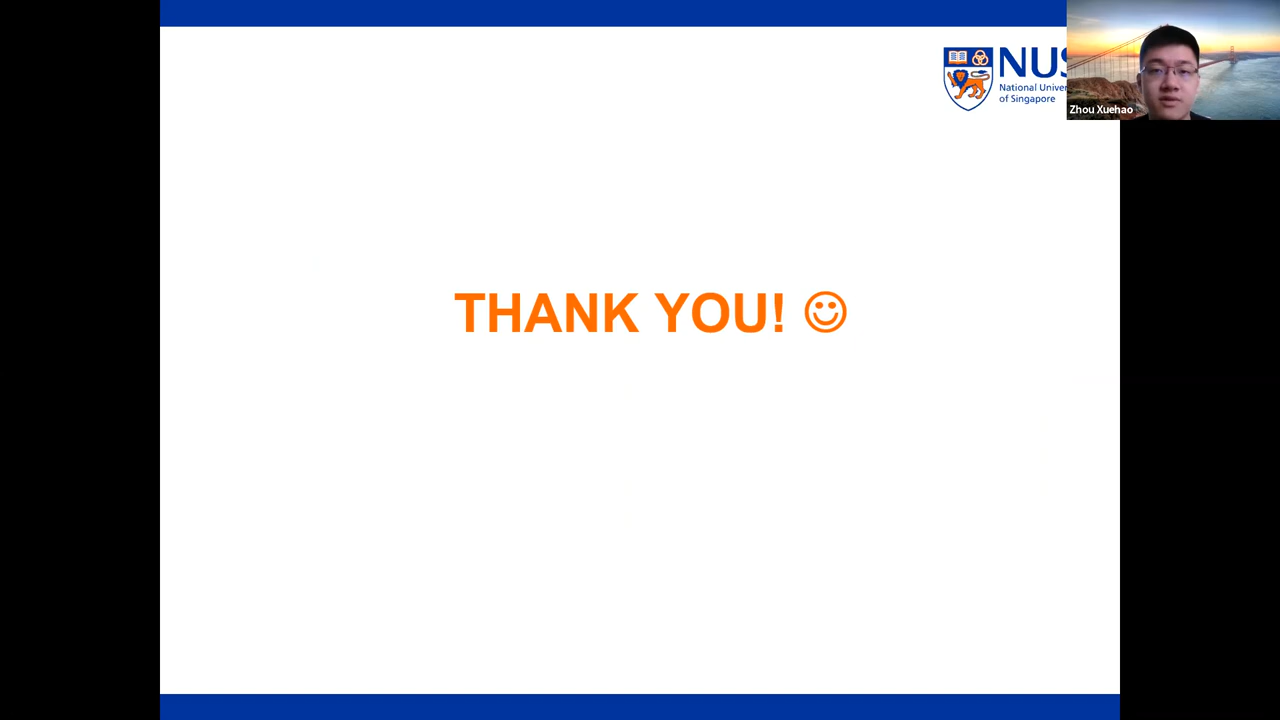 NUS
National Univer
of Singapore
Zhou Xuehao
THANK YOU! ☺